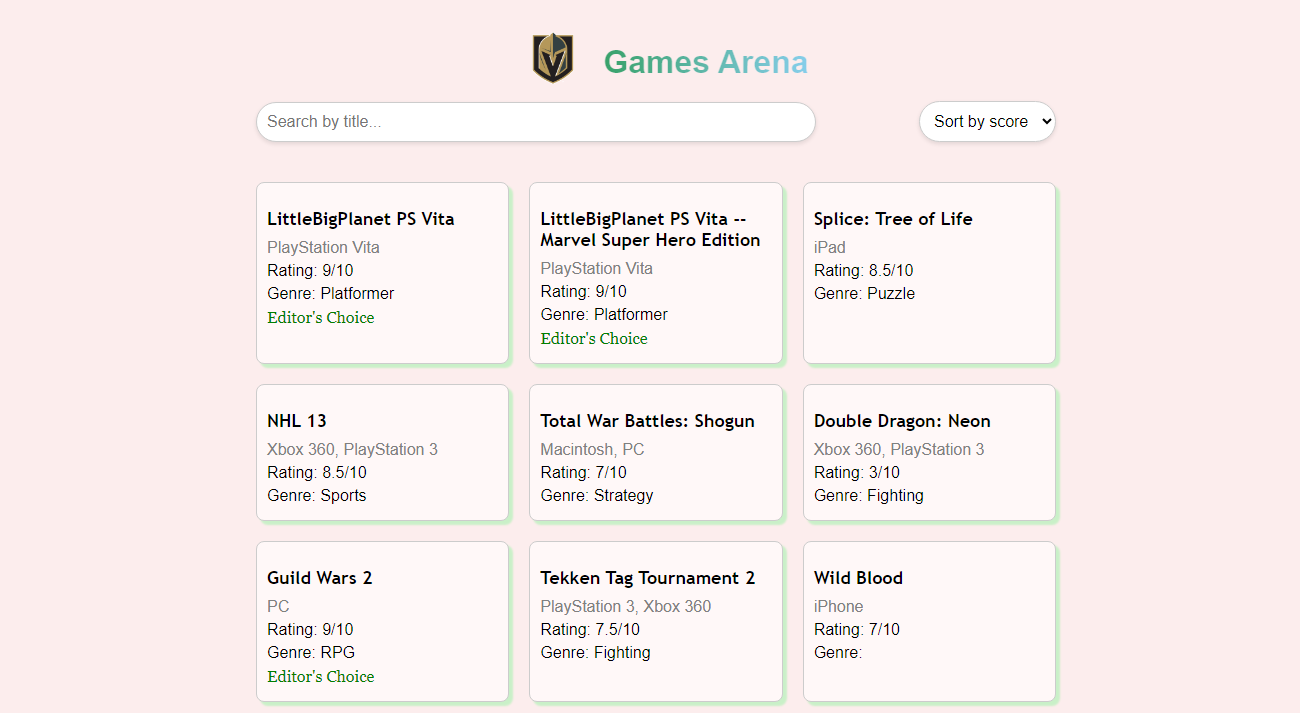 Games Arena
Search by title...
Sort by score
LittleBigPlanet PS Vita
PlayStation Vita
Rating: 9/10
Genre: Platformer
Editor's Choice
LittleBigPlanet PS Vita --
Marvel Super Hero Edition
PlayStation Vita
Rating: 9/10
Genre: Platformer
Editor's Choice
Splice: Tree of Life
iPad
Rating: 8.5/10
Genre: Puzzle
NHL 13
Xbox 360, PlayStation 3
Rating: 8.5/10
Genre: Sports
Total War Battles: Shogun
Macintosh, PC
Rating: 7/10
Genre: Strategy
Double Dragon: Neon
Xbox 360, PlayStation 3
Rating: 3/10
Genre: Fighting
Guild Wars 2
PC
Rating: 9/10
Genre: RPG
Editor's Choice
Tekken Tag Tournament 2
PlayStation 3, Xbox 360
Rating: 7.5/10
Genre: Fighting
Wild Blood
iPhone
Rating: 7/10
Genre: